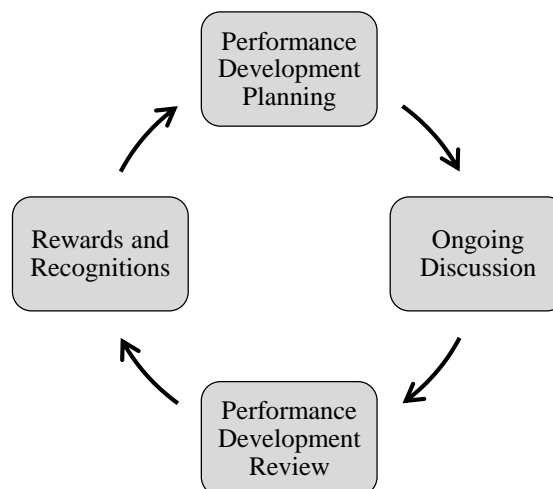 Performance
Development
Planning
Rewards and
Recognitions
Ongoing
Discussion
Performance
Development
Review